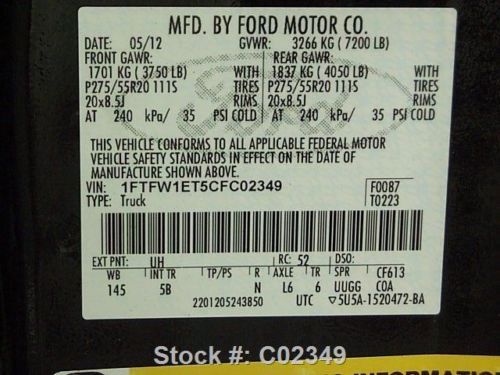 MFD. BY FORD MOTOR CO.
DATE: 05/12 GVWR: 3266 KG ( 7200 LB)
FRONT GAWR: REAR GAWR:
1701 KG ( 3750 LB) WITH 1837 KG ( 4050 LB) WITH
P275/55R20 111S TIRES P275/55R20 111S TIRES
20x8.5J RIMS 20x8.5J RIMS
AT 240 kPa/ 35 PSI COLD AT 240 kPa/ 35 PSI COLD
THIS VEHICLE CONFORMS TO ALL APPLICABLE FEDERAL MOTOR
VEHICLE SAFETY STANDARDS IN EFFECT ON THE DATE OF
MANUFACTURE SHOWN ABOVE.
VIN: 1FTFW1ET5CFC02349 F0087
TYPE: Truck T0223
EXT PNT: UH RC: 52 DSO:
WB INT TR TP/PS R AXLE TR SPR CF613
145 5B N L6 6 UUGG COA
2201205243850 UTC ▽5U5A-1520472-BA
Stock #: C02349
INFORMATION